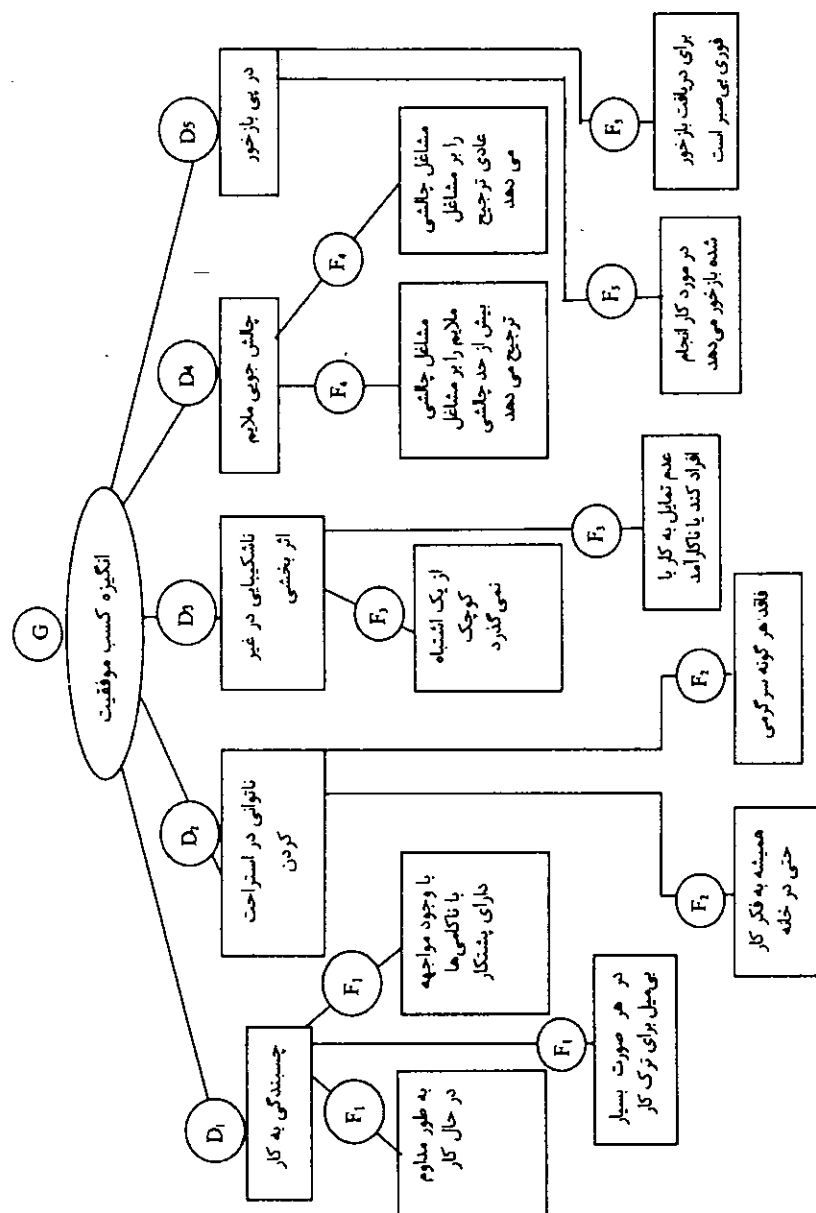 G
انگیزه کسب موفقیت
D₁
چسبندگی به کار
F₁
به طور مداوم
در حال کار
F₁
در هر صورت بسیار
بی‌میل برای ترک کار
F₁
با وجود مواجهه
با ناکامی‌ها
دارای پشتکار
D₂
ناتوانی در استراحت
کردن
F₂
همیشه به فکر کار
حتی در خانه
F₂
فاقد هر گونه سرگرمی
D₃
ناشکیبایی در غیر
اثر بخشی
F₃
از یک اشتباه
کوچک
نمی‌گذرد
F₃
عدم تمایل به کار با
افراد کند یا ناکارآمد
D₄
چالش جویی ملایم
F₄
مشاغل چالشی
ملایم را بر مشاغل
بیش از حد چالشی
ترجیح می دهد
F₄
مشاغل چالشی
را بر مشاغل
عادی ترجیح
می دهد
D₅
در پی بازخور
F₅
در مورد کار انجام
شده بازخور می‌دهد
F₅
برای دریافت بازخور
فوری بی‌صبر است